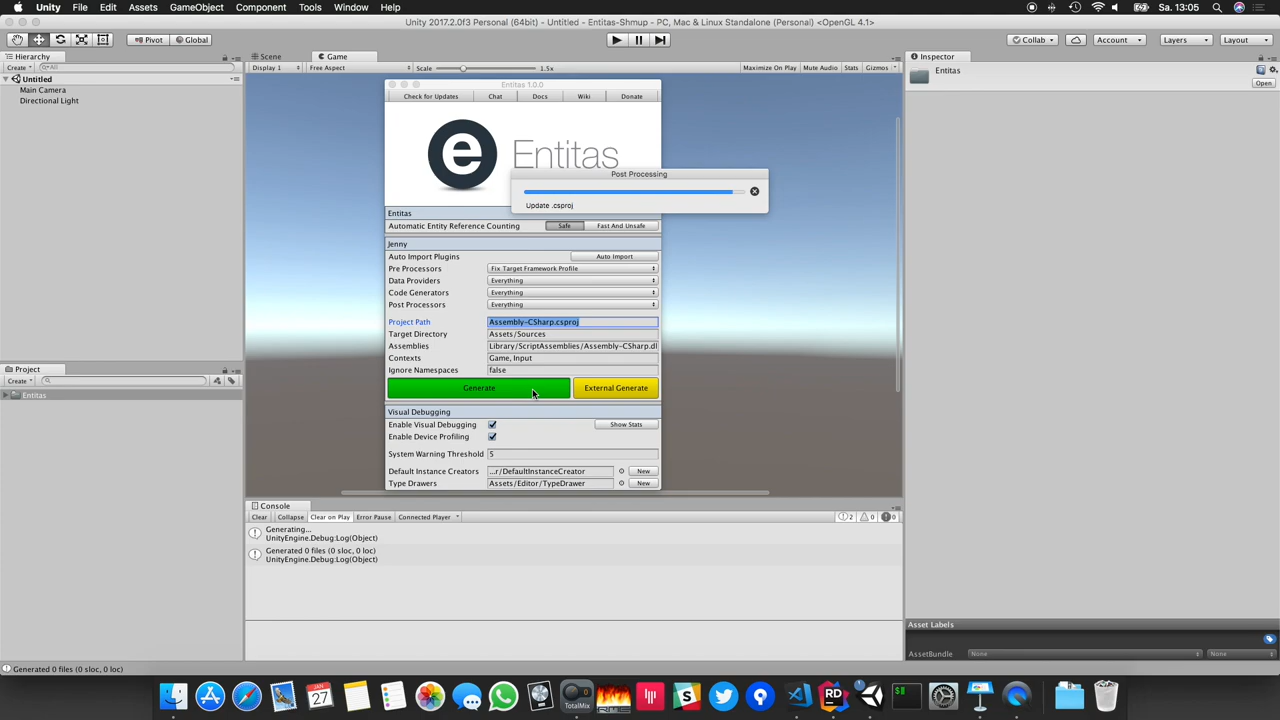 Unity File Edit Assets GameObject Component Tools Window Help Sa. 13:05
Unity 2017.2.0f3 Personal (64bit) - Untitled - Entitas-Shmup - PC, Mac & Linux Standalone (Personal) <OpenGL 4.1>
Pivot Global Collab Account Layers Layout
Hierarchy
Create All
Untitled
Main Camera
Directional Light
Project
Create
Entitas
Scene Game
Display 1 Free Aspect Scale 1.5x Maximize On Play Mute Audio Stats Gizmos
Entitas 1.0.0
Check for Updates Chat Docs Wiki Donate
e Entitas
Post Processing
Update .csproj
Entitas
Automatic Entity Reference Counting Safe Fast And Unsafe
Jenny
Auto Import Plugins Auto Import
Pre Processors Fix Target Framework Profile
Data Providers Everything
Code Generators Everything
Post Processors Everything
Project Path Assembly-CSharp.csproj
Target Directory Assets/Sources
Assemblies Library/ScriptAssemblies/Assembly-CSharp.dl
Contexts Game, Input
Ignore Namespaces false
Generate External Generate
Visual Debugging
Enable Visual Debugging Show Stats
Enable Device Profiling
System Warning Threshold 5
Default Instance Creators ...r/DefaultInstanceCreator New
Type Drawers Assets/Editor/TypeDrawer New
Console
Clear Collapse Clear on Play Error Pause Connected Player 2 0 0
Generating...
UnityEngine.Debug:Log(Object)
Generated 0 files (0 sloc, 0 loc)
UnityEngine.Debug:Log(Object)
Inspector
Entitas
Open
Asset Labels
AssetBundle None None
Generated 0 files (0 sloc, 0 loc)
JAN
27
TotalMix
RD